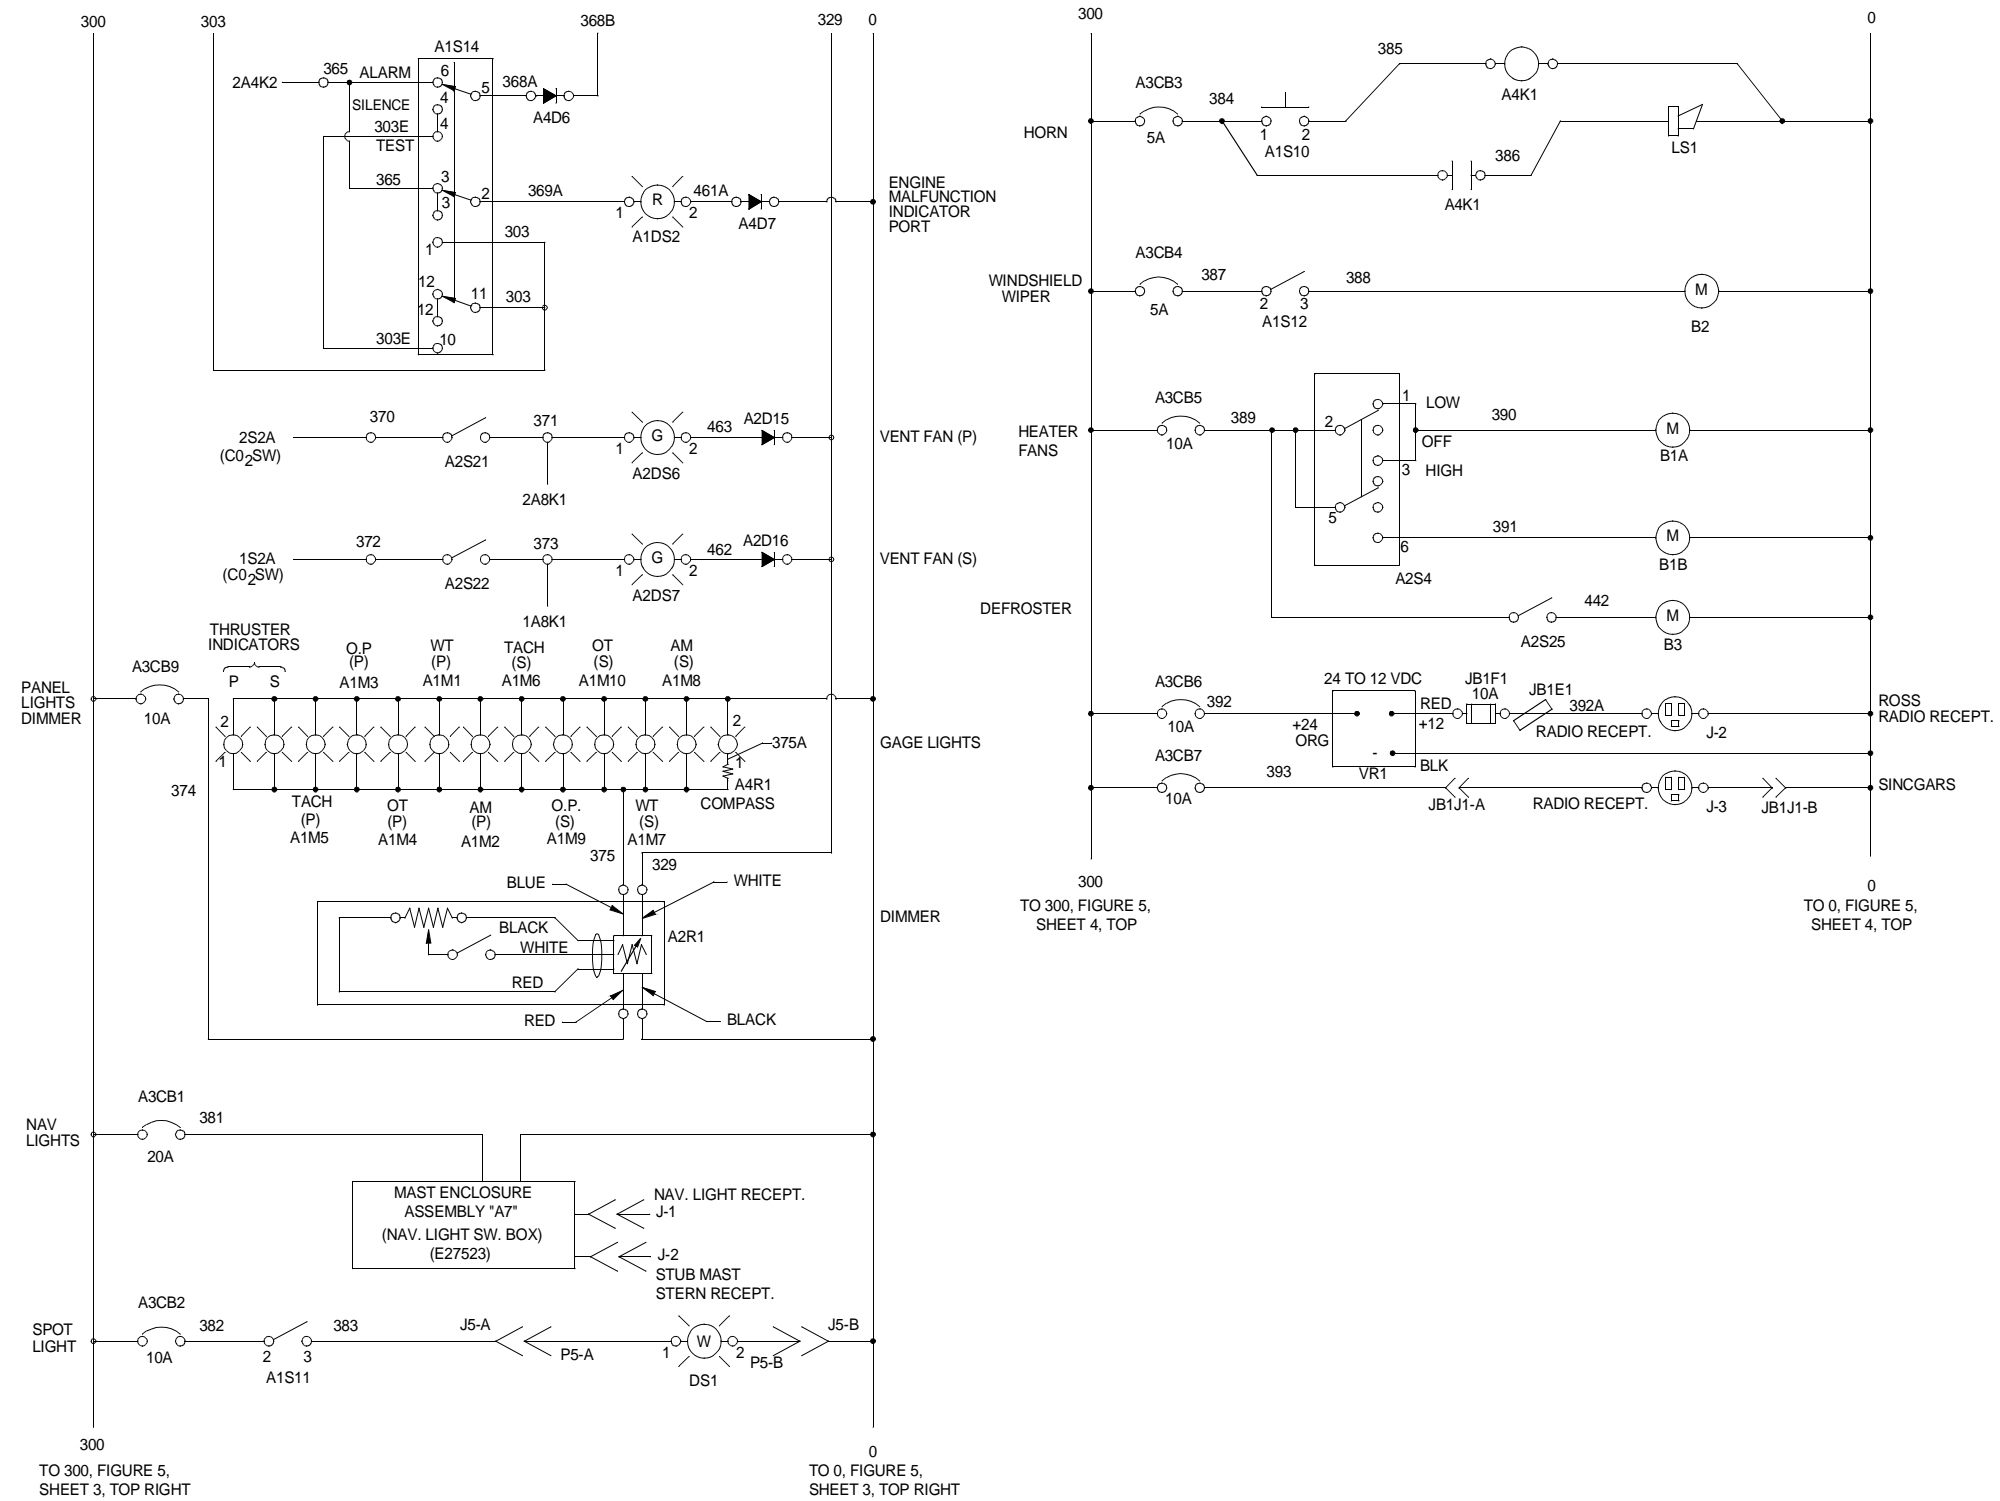 300
303
368B
329
0
A1S14
2A4K2
365
ALARM
6
5
368A
A4D6
SILENCE
4
303E
4
TEST
365
3
3
2
369A
1
R
2
A1DS2
461A
A4D7
ENGINE
MALFUNCTION
INDICATOR
PORT
1
303
12
12
11
303
303E
10
2S2A
(C02SW)
370
A2S21
371
2A8K1
1
G
2
A2DS6
463
A2D15
VENT FAN (P)
1S2A
(C02SW)
372
A2S22
373
1A8K1
1
G
2
A2DS7
462
A2D16
VENT FAN (S)
PANEL
LIGHTS
DIMMER
A3CB9
10A
THRUSTER
INDICATORS
P
S
O.P
(P)
A1M3
WT
(P)
A1M1
TACH
(S)
A1M6
OT
(S)
A1M10
AM
(S)
A1M8
2
1
2
1
375A
A4R1
COMPASS
GAGE LIGHTS
374
TACH
(P)
A1M5
OT
(P)
A1M4
AM
(P)
A1M2
O.P.
(S)
A1M9
WT
(S)
A1M7
375
329
BLUE
WHITE
DIMMER
BLACK
WHITE
RED
A2R1
RED
BLACK
NAV
LIGHTS
A3CB1
20A
381
MAST ENCLOSURE
ASSEMBLY "A7"
(NAV. LIGHT SW. BOX)
(E27523)
NAV. LIGHT RECEPT.
J-1
J-2
STUB MAST
STERN RECEPT.
SPOT
LIGHT
A3CB2
10A
382
2
3
A1S11
383
J5-A
P5-A
1
W
2
DS1
P5-B
J5-B
300
TO 300, FIGURE 5,
SHEET 3, TOP RIGHT
0
TO 0, FIGURE 5,
SHEET 3, TOP RIGHT
300
0
HORN
A3CB3
5A
384
1
2
A1S10
385
A4K1
A4K1
386
LS1
WINDSHIELD
WIPER
A3CB4
5A
387
2
3
A1S12
388
M
B2
HEATER
FANS
A3CB5
10A
389
2
1
LOW
OFF
3
HIGH
5
6
A2S4
390
M
B1A
391
M
B1B
DEFROSTER
A2S25
442
M
B3
A3CB6
10A
392
24 TO 12 VDC
+24
ORG
RED
+12
-
VR1
BLK
JB1F1
10A
JB1E1
392A
RADIO RECEPT.
J-2
ROSS
RADIO RECEPT.
A3CB7
10A
393
JB1J1-A
RADIO RECEPT.
J-3
JB1J1-B
SINCGARS
300
TO 300, FIGURE 5,
SHEET 4, TOP
0
TO 0, FIGURE 5,
SHEET 4, TOP